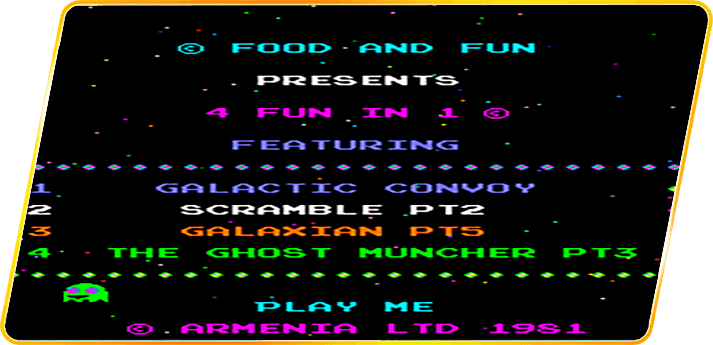 © FOOD AND FUN
PRESENTS
4 FUN IN 1 ©
FEATURING
1 GALACTIC CONVOY
2 SCRAMBLE PT2
3 GALAXIAN PT5
4 THE GHOST MUNCHER PT3
PLAY ME
© ARMENIA LTD 1981